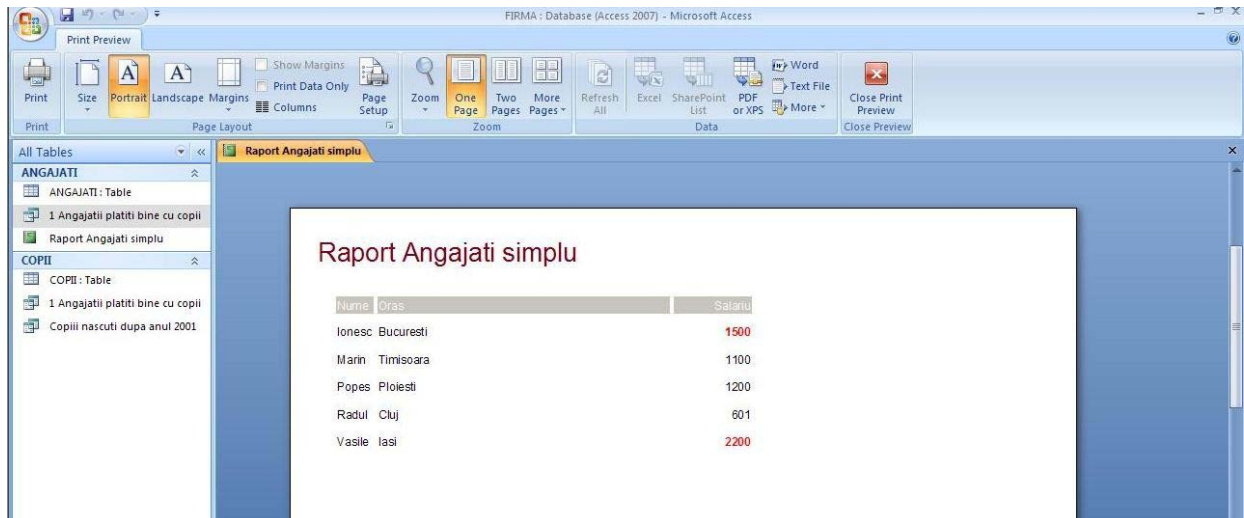 FIRMA : Database (Access 2007) - Microsoft Access
Print Preview
Print
Size
Portrait
Landscape
Margins
Show Margins
Print Data Only
Columns
Page Setup
Zoom
One Page
Two Pages
More Pages
Refresh All
Excel
SharePoint List
PDF or XPS
Word
Text File
More
Close Print Preview
Print
Page Layout
Zoom
Data
Close Preview
All Tables
ANGAJATI
ANGAJATI : Table
1 Angajatii platiti bine cu copii
Raport Angajati simplu
COPII
COPII : Table
1 Angajatii platiti bine cu copii
Copiii nascuti dupa anul 2001
Raport Angajati simplu
Raport Angajati simplu
Nume Oras Salariu
Ionesc Bucuresti 1500
Marin Timisoara 1100
Popes Ploiesti 1200
Radul Cluj 601
Vasile Iasi 2200